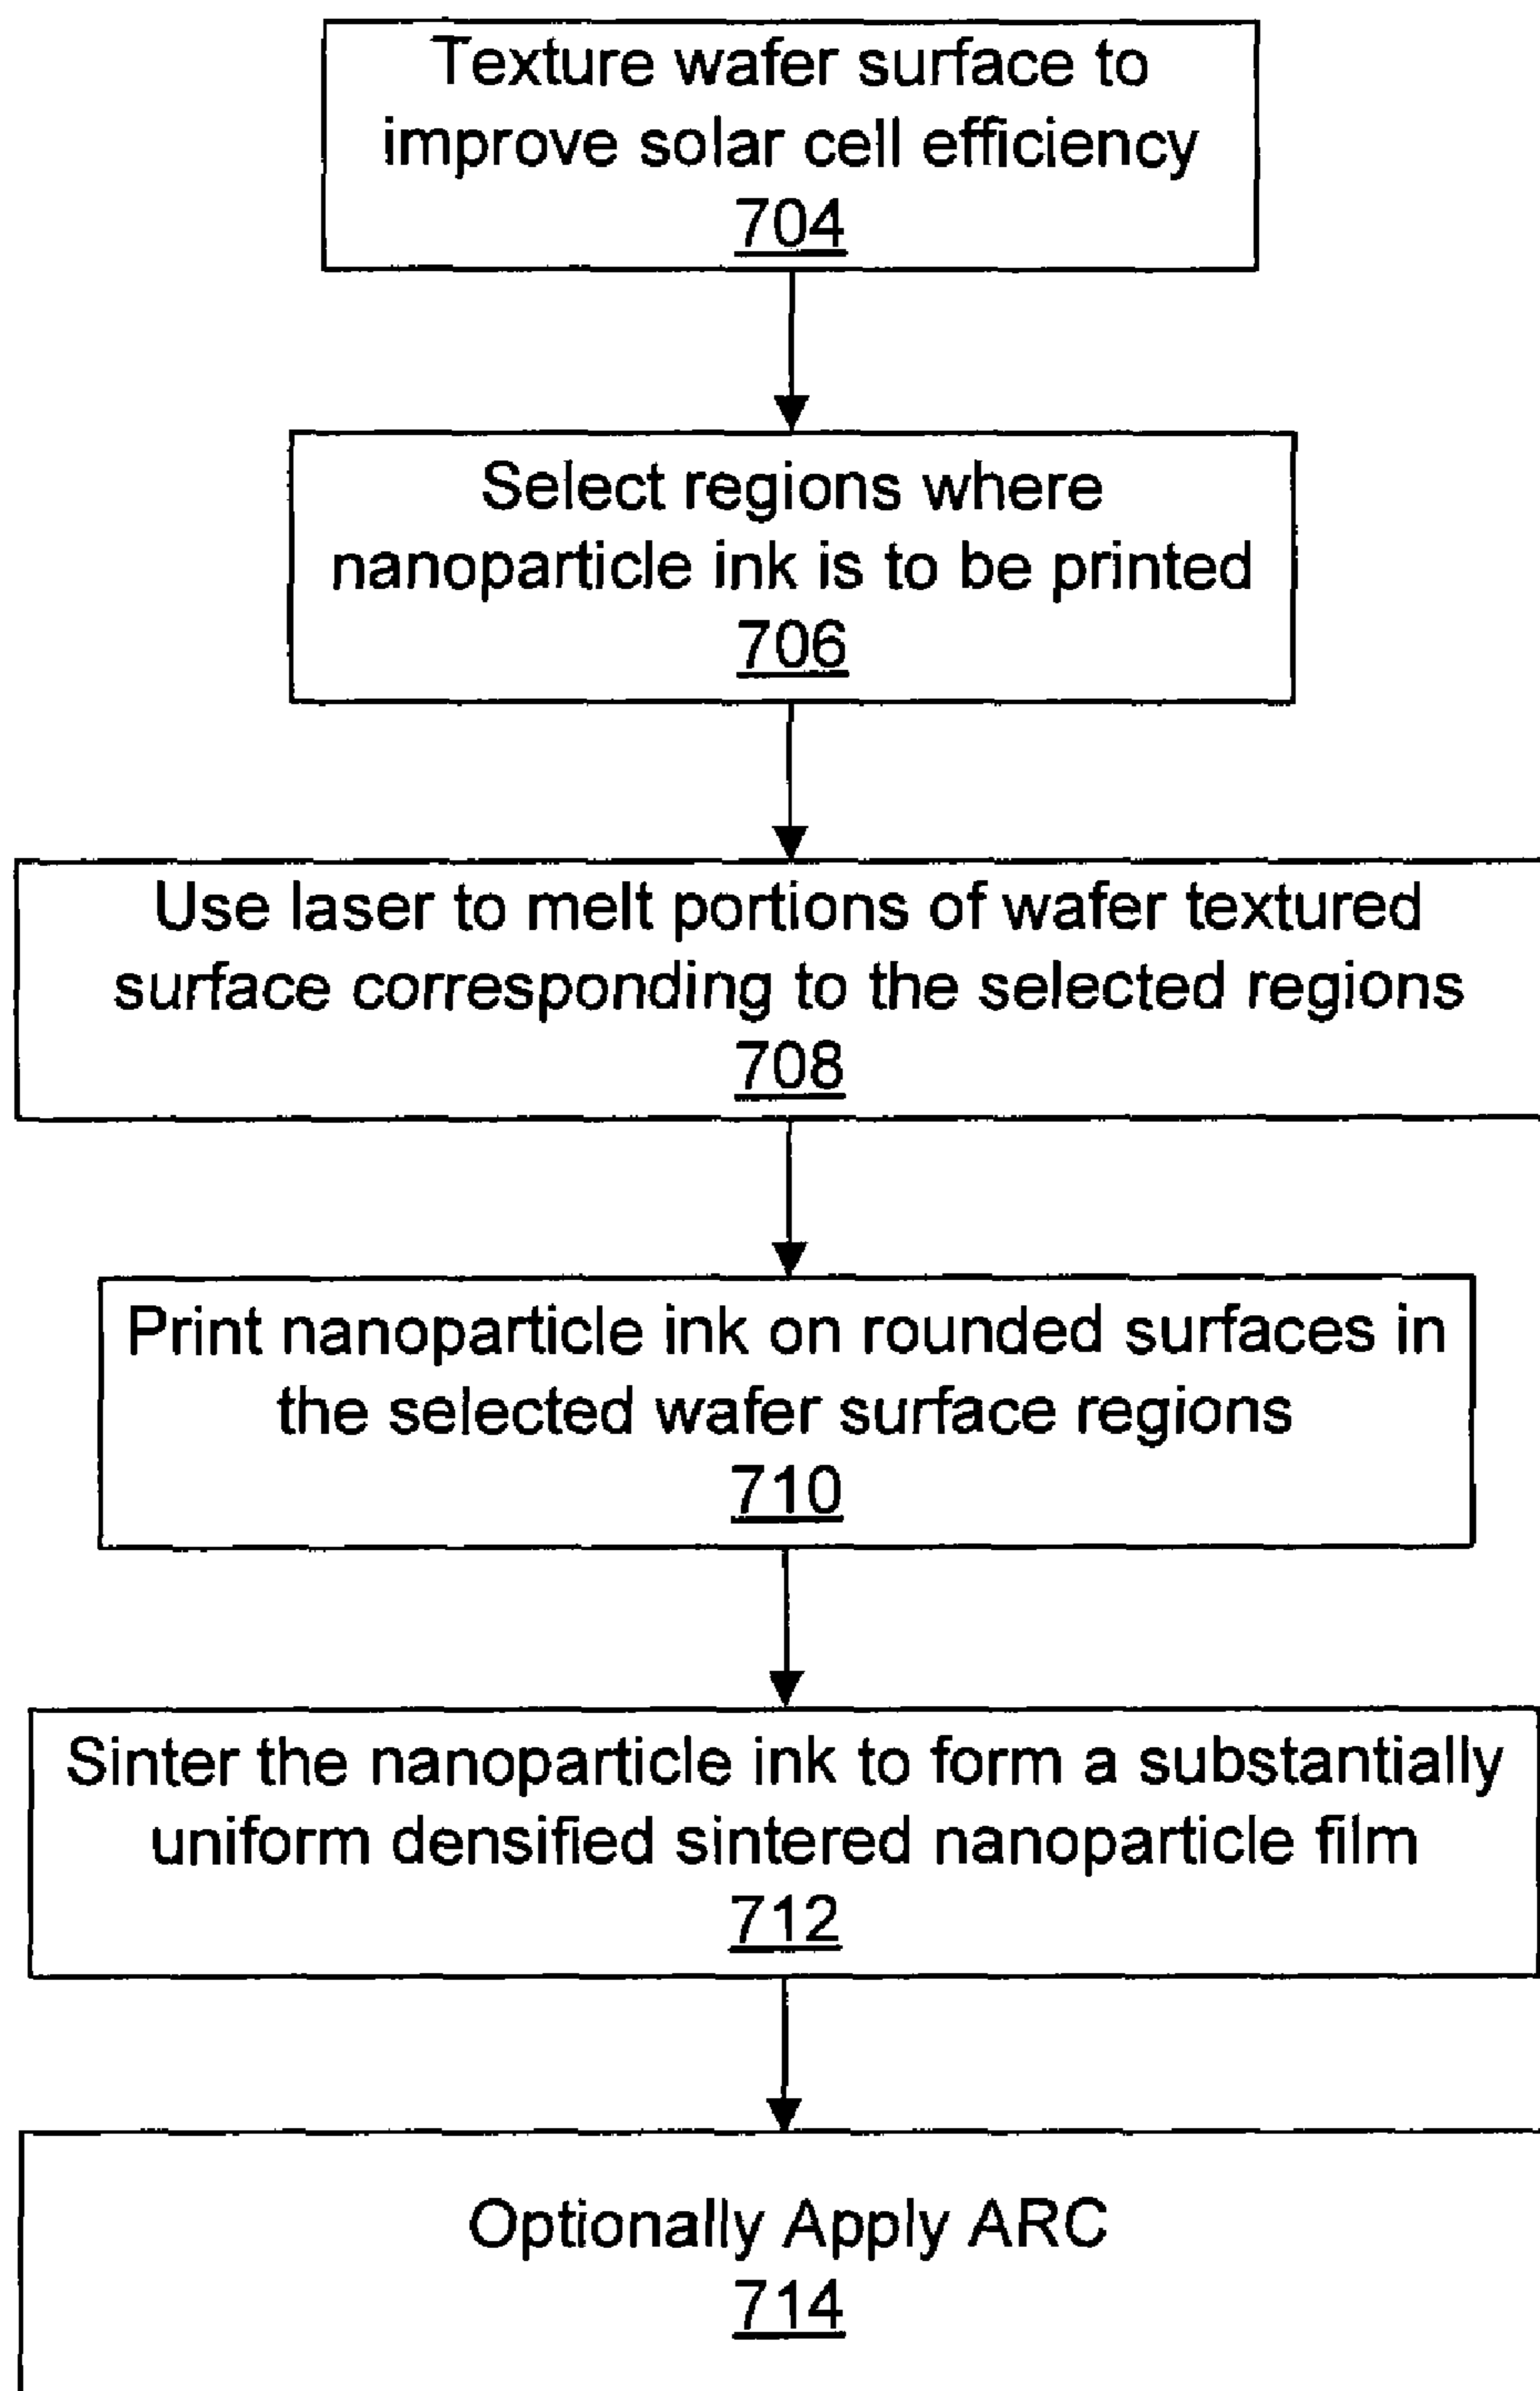 Texture wafer surface to
improve solar cell efficiency
704
Select regions where
nanoparticle ink is to be printed
706
Use laser to melt portions of wafer textured
surface corresponding to the selected regions
708
Print nanoparticle ink on rounded surfaces in
the selected wafer surface regions
710
Sinter the nanoparticle ink to form a substantially
uniform densified sintered nanoparticle film
712
Optionally Apply ARC
714